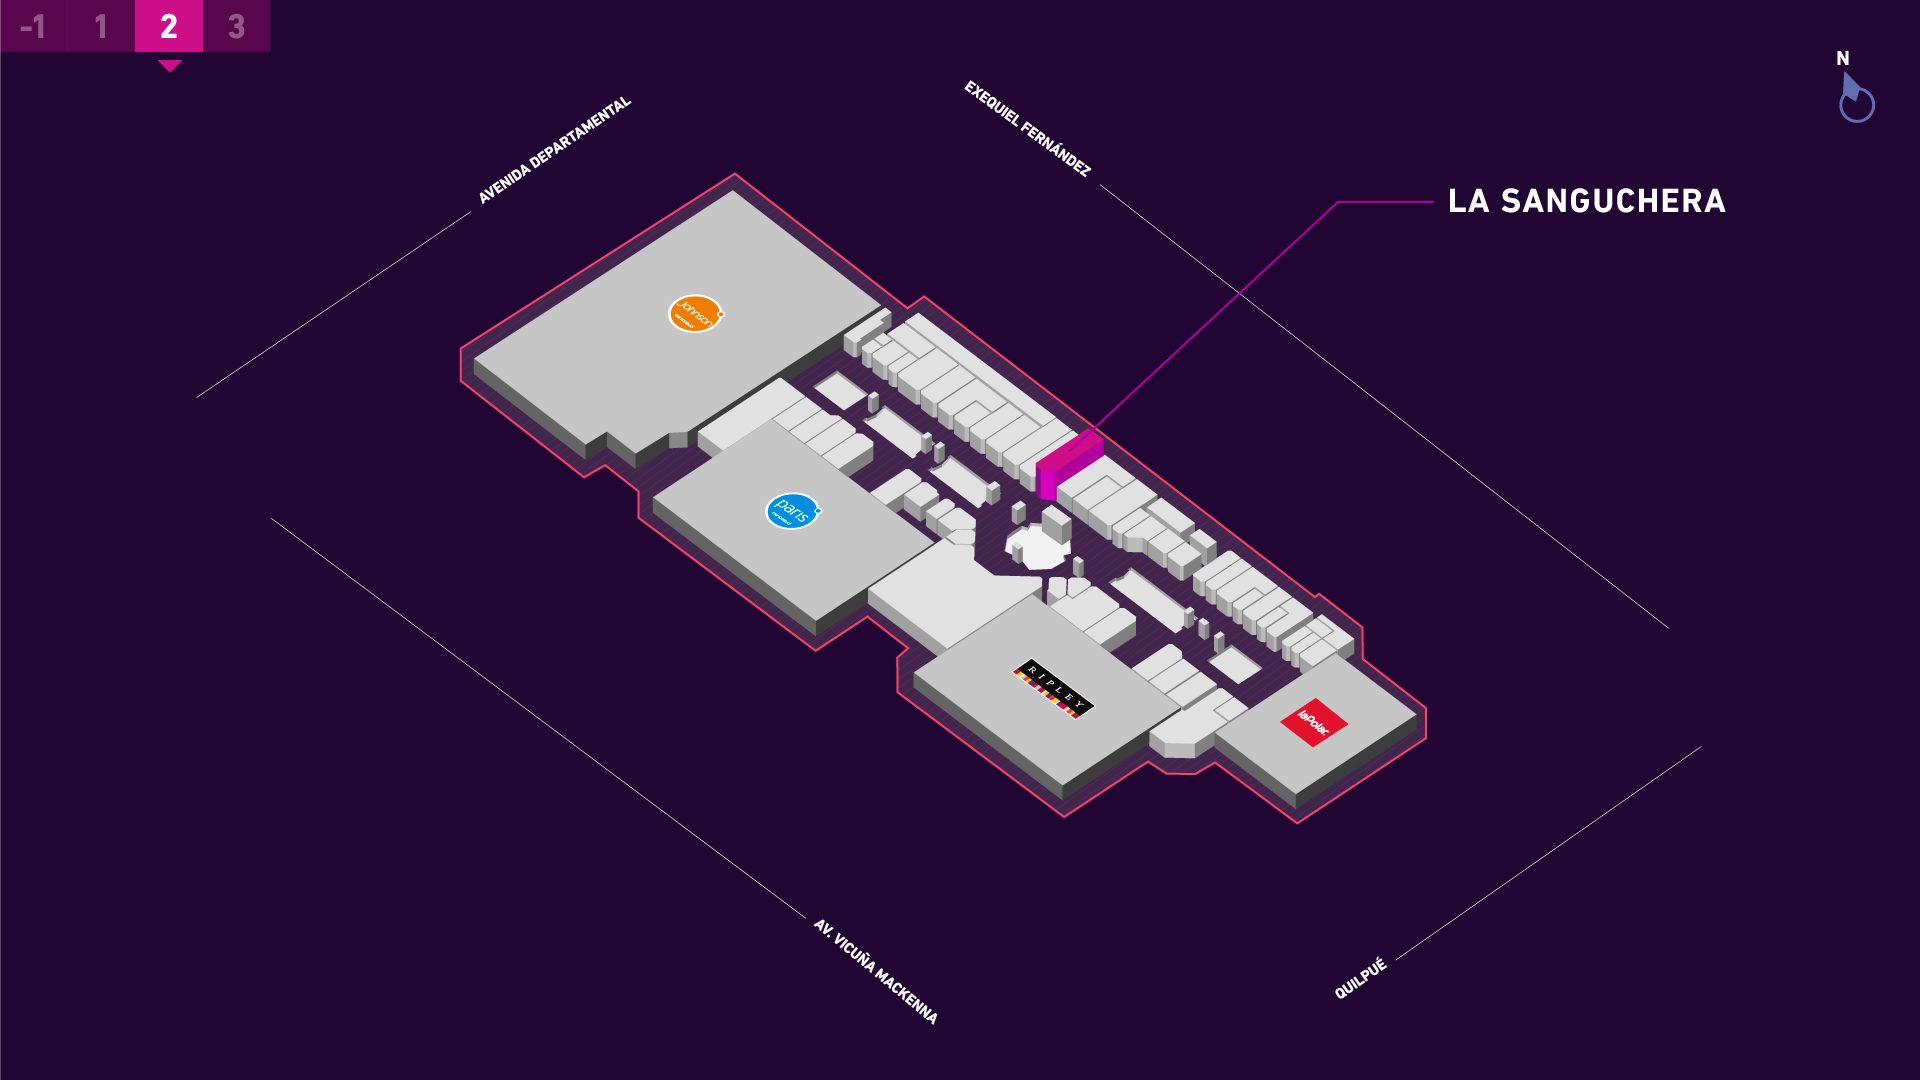 -1 1 2 3
N
AVENIDA DEPARTAMENTAL
EXEQUIEL FERNÁNDEZ
LA SANGUCHERA
Johnson
paris
RIPLEY
laPolar.
AV. VICUÑA MACKENNA
QUILPUÉ